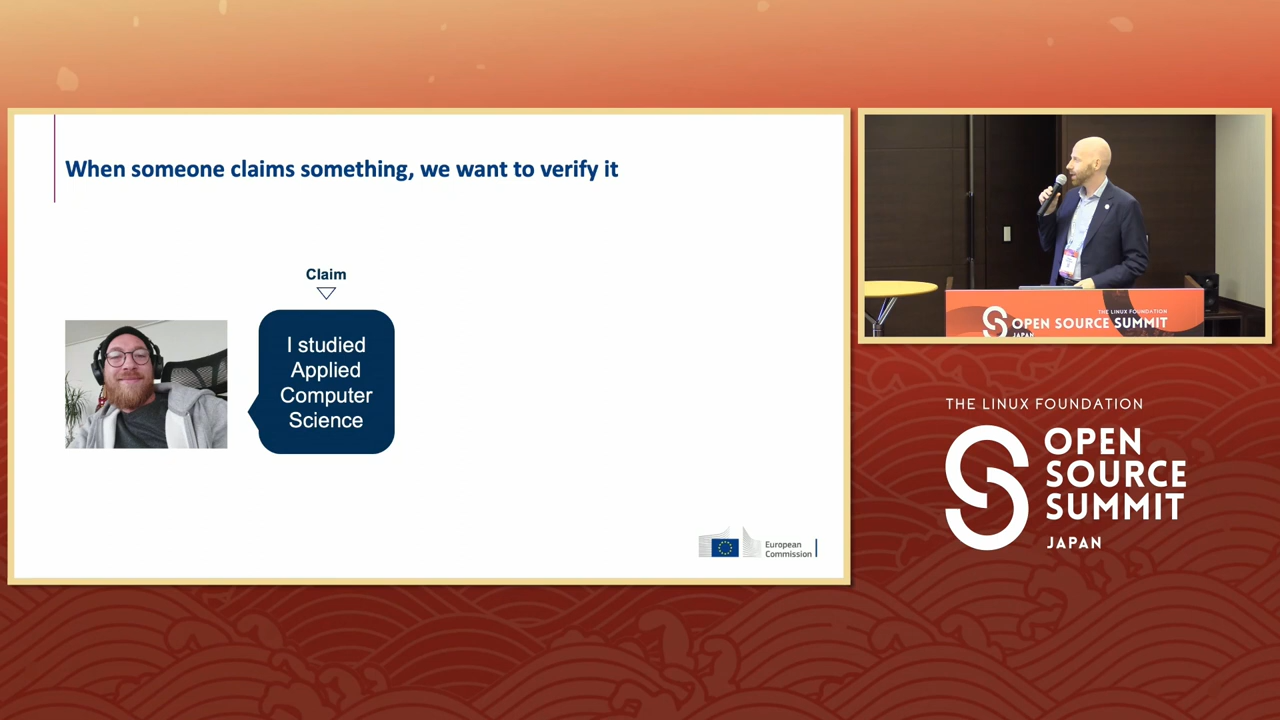 When someone claims something, we want to verify it
Claim
I studied
Applied
Computer
Science
European
Commission
THE LINUX FOUNDATION
OPEN SOURCE SUMMIT
JAPAN
THE LINUX FOUNDATION
OPEN
SOURCE
SUMMIT
JAPAN